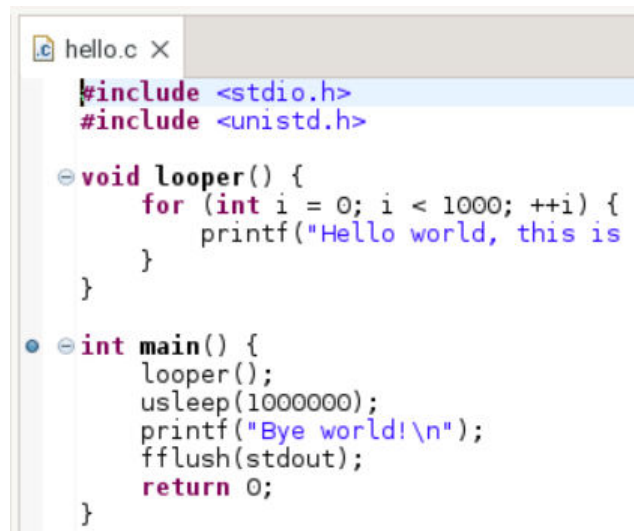 .c hello.c
#include <stdio.h>
#include <unistd.h>
void looper() {
for (int i = 0; i < 1000; ++i) {
printf("Hello world, this is
}
}
int main() {
looper();
usleep(1000000);
printf("Bye world!\n");
fflush(stdout);
return 0;
}